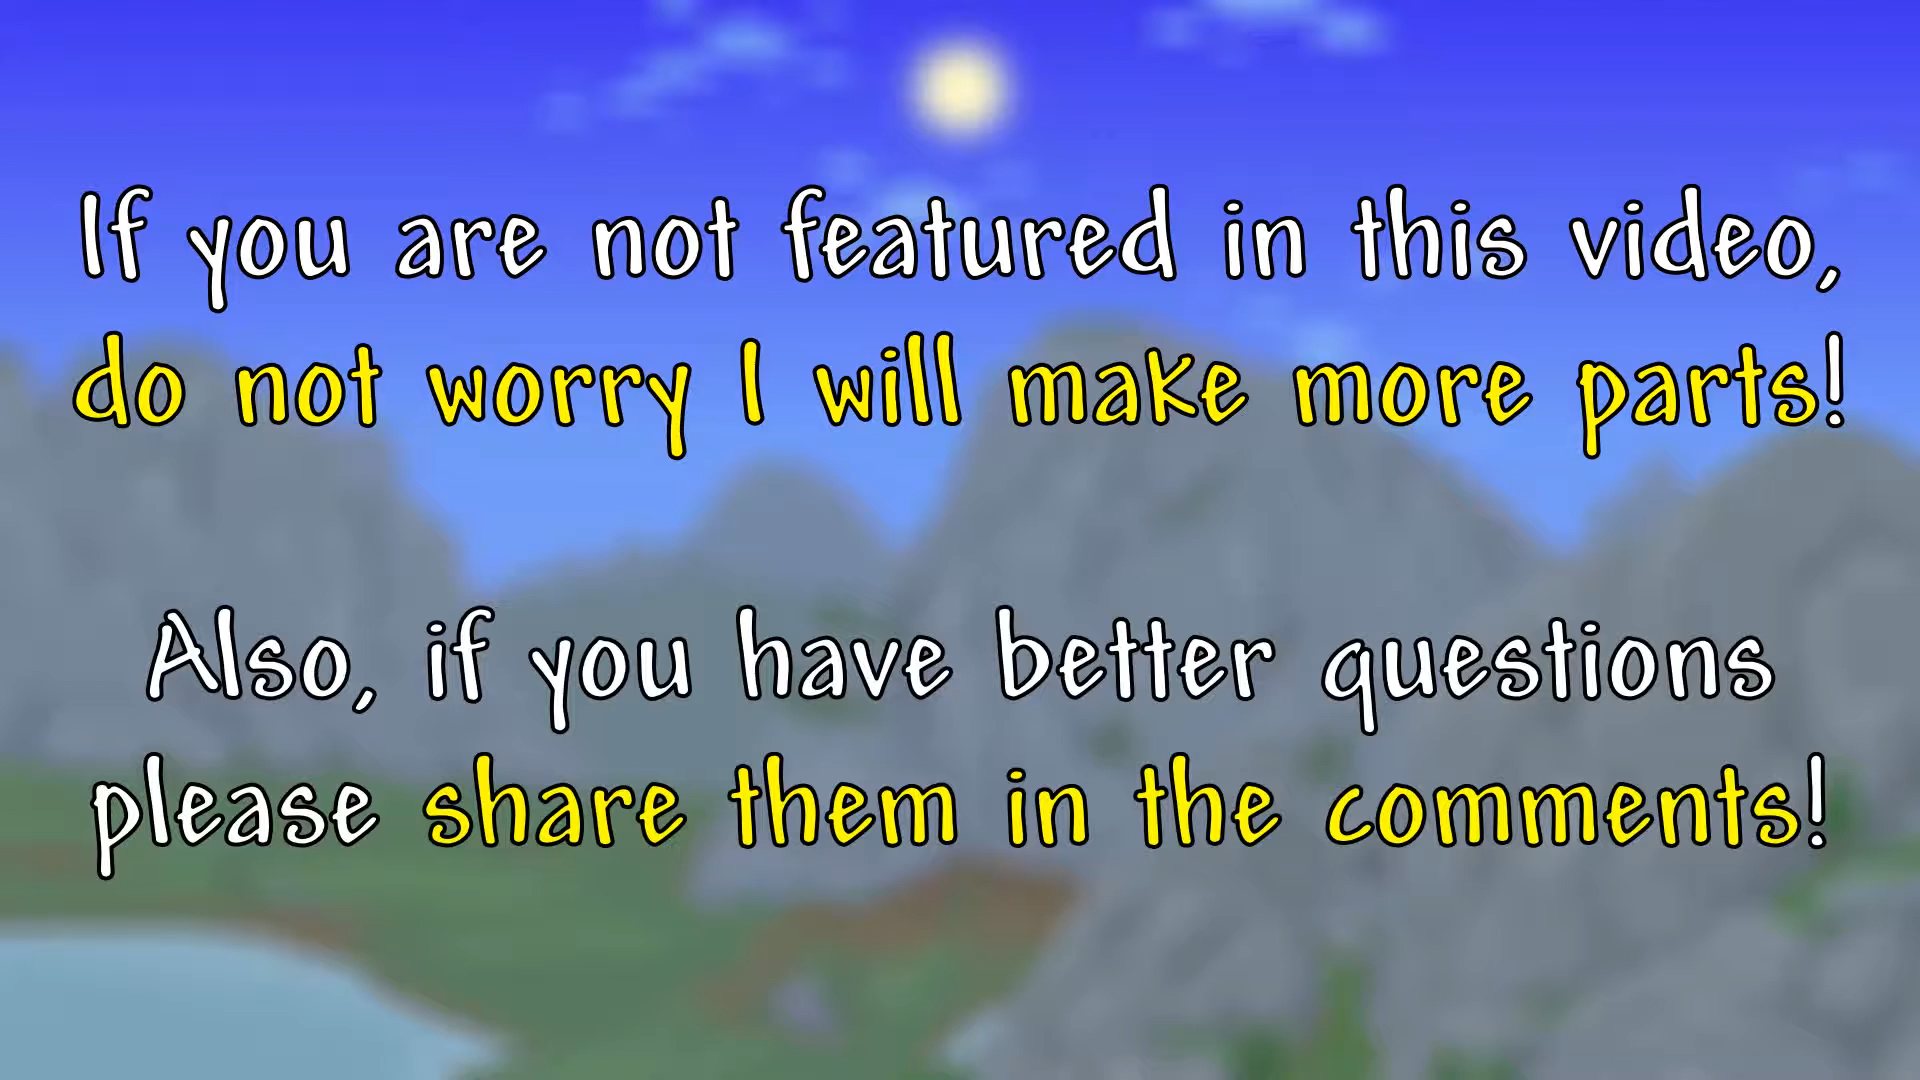 If you are not featured in this video,
do not worry I will make more parts!
Also, if you have better questions
please share them in the comments!